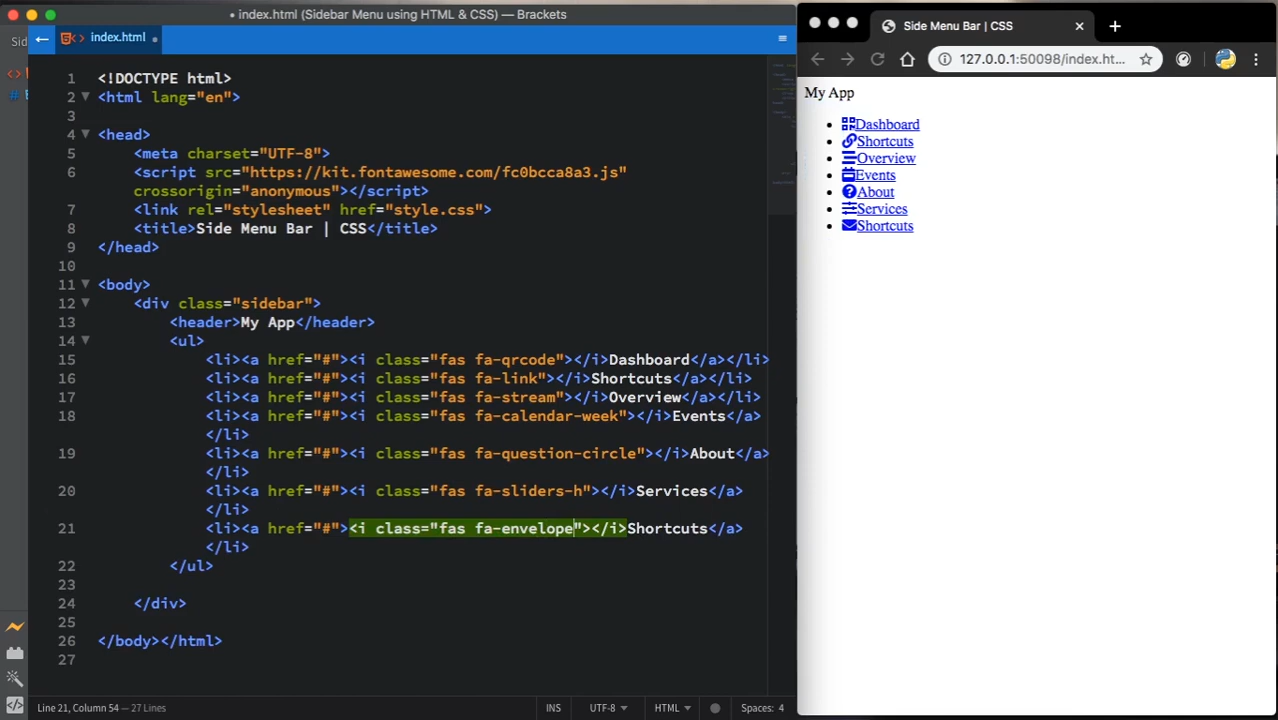 • index.html (Sidebar Menu using HTML & CSS) — Brackets
Sid
index.html •
1 <!DOCTYPE html>
2 <html lang="en">
3
4 <head>
5 <meta charset="UTF-8">
6 <script src="https://kit.fontawesome.com/fc0bcca8a3.js"
crossorigin="anonymous"></script>
7 <link rel="stylesheet" href="style.css">
8 <title>Side Menu Bar | CSS</title>
9 </head>
10
11 <body>
12 <div class="sidebar">
13 <header>My App</header>
14 <ul>
15 <li><a href="#"><i class="fas fa-qrcode"></i>Dashboard</a></li>
16 <li><a href="#"><i class="fas fa-link"></i>Shortcuts</a></li>
17 <li><a href="#"><i class="fas fa-stream"></i>Overview</a></li>
18 <li><a href="#"><i class="fas fa-calendar-week"></i>Events</a>
</li>
19 <li><a href="#"><i class="fas fa-question-circle"></i>About</a>
</li>
20 <li><a href="#"><i class="fas fa-sliders-h"></i>Services</a>
</li>
21 <li><a href="#"><i class="fas fa-envelope"></i>Shortcuts</a>
</li>
22 </ul>
23
24 </div>
25
26 </body></html>
27
Line 21, Column 54 — 27 Lines
INS
UTF-8
HTML
Spaces: 4
Side Menu Bar | CSS
127.0.0.1:50098/index.ht...
My App
• Dashboard
• Shortcuts
• Overview
• Events
• About
• Services
• Shortcuts